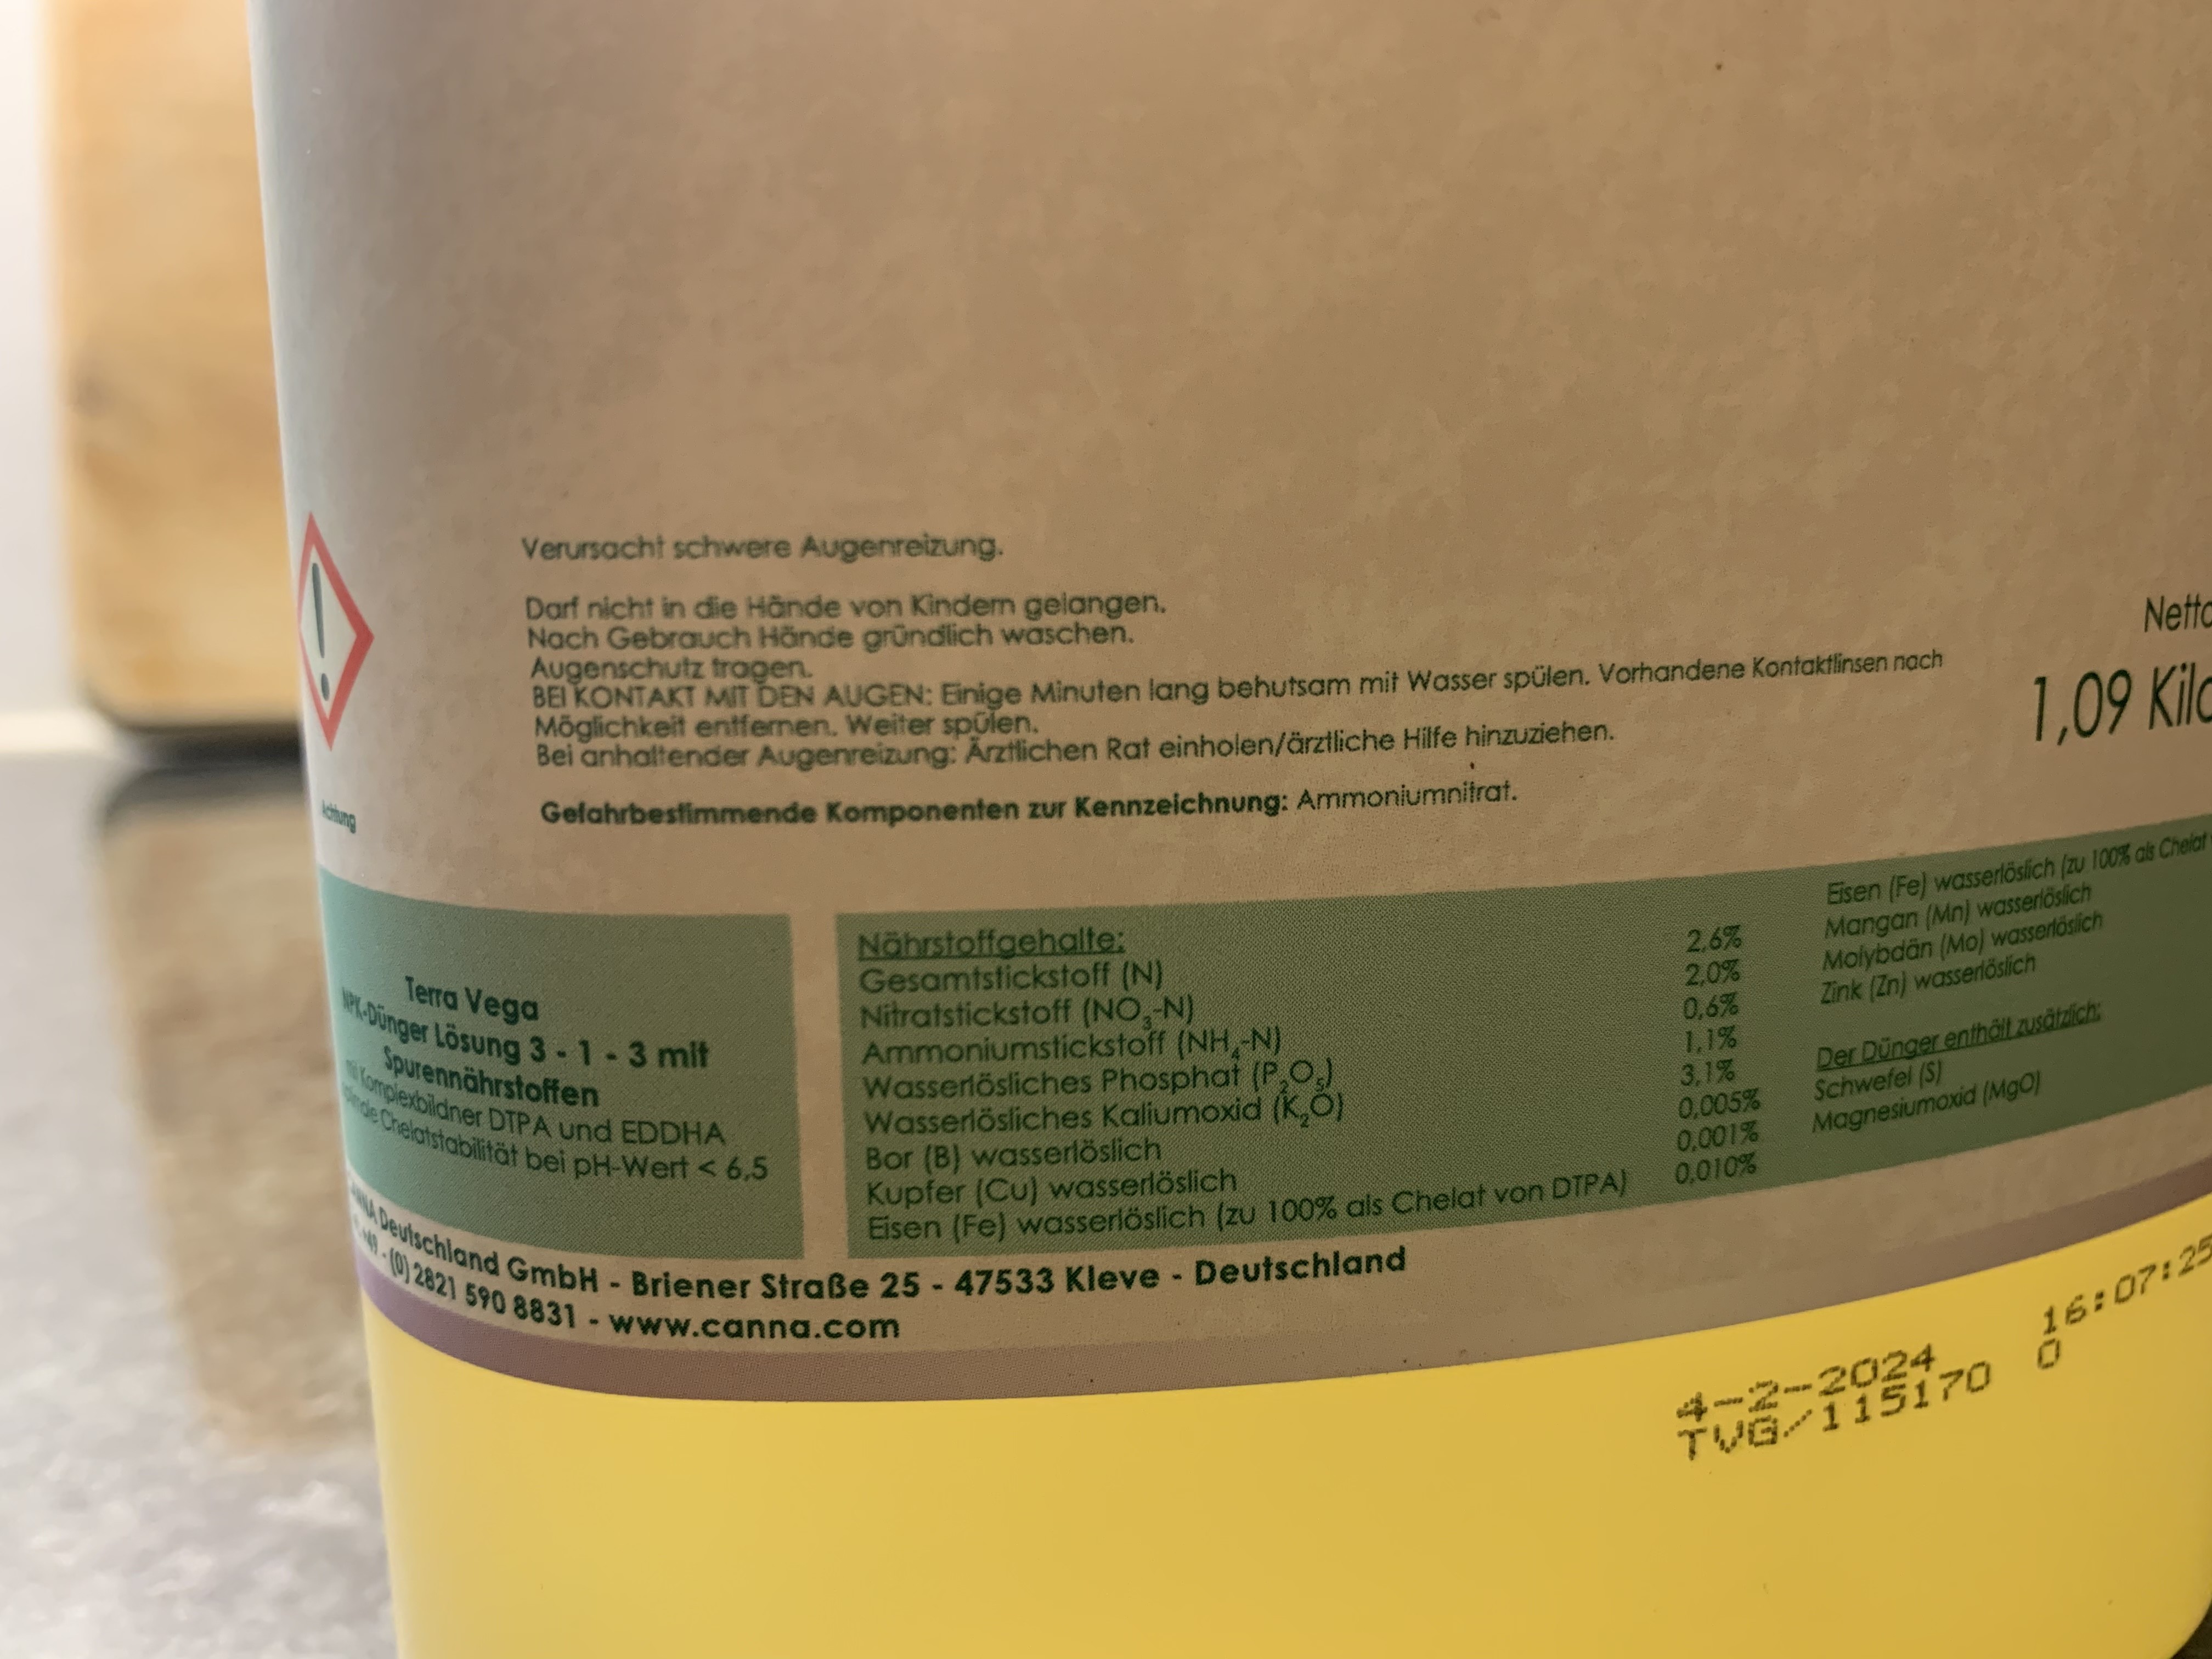 Verursacht schwere Augenreizung.
Darf nicht in die Hände von Kindern gelangen.
Nach Gebrauch Hände gründlich waschen.
Augenschutz tragen.
BEI KONTAKT MIT DEN AUGEN: Einige Minuten lang behutsam mit Wasser spülen. Vorhandene Kontaktlinsen nach
Möglichkeit entfernen. Weiter spülen.
Bei anhaltender Augenreizung: Ärztlichen Rat einholen/ärztliche Hilfe hinzuziehen.
Gefahrbestimmende Komponenten zur Kennzeichnung: Ammoniumnitrat.
Achtung
1,09
Terra Vega
NPK-Dünger Lösung 3 - 1 - 3 mit
Spurennährstoffen
Komplexbildner DTPA und EDDHA
Chelatstabilität bei pH-Wert < 6,5
Nährstoffgehalte:
Gesamtstickstoff (N) 2,6%
Nitratstickstoff (NO₃-N) 2,0%
Ammoniumstickstoff (NH₄-N) 0,6%
Wasserlösliches Phosphat (P₂O₅) 1,1%
Wasserlösliches Kaliumoxid (K₂O) 3,1%
Bor (B) wasserlöslich 0,005%
Kupfer (Cu) wasserlöslich 0,001%
Eisen (Fe) wasserlöslich (zu 100% als Chelat von DTPA) 0,010%
Eisen (Fe) wasserlöslich (zu 100% als Chelat
Mangan (Mn) wasserlöslich
Molybdän (Mo) wasserlöslich
Zink (Zn) wasserlöslich
Der Dünger enthält zusätzlich:
Schwefel (S)
Magnesiumoxid (MgO)
Deutschland GmbH - Briener Straße 25 - 47533 Kleve - Deutschland
(0) 2821 590 8831 - www.canna.com
4-2-2024 16:07:25
TVG/115170 0